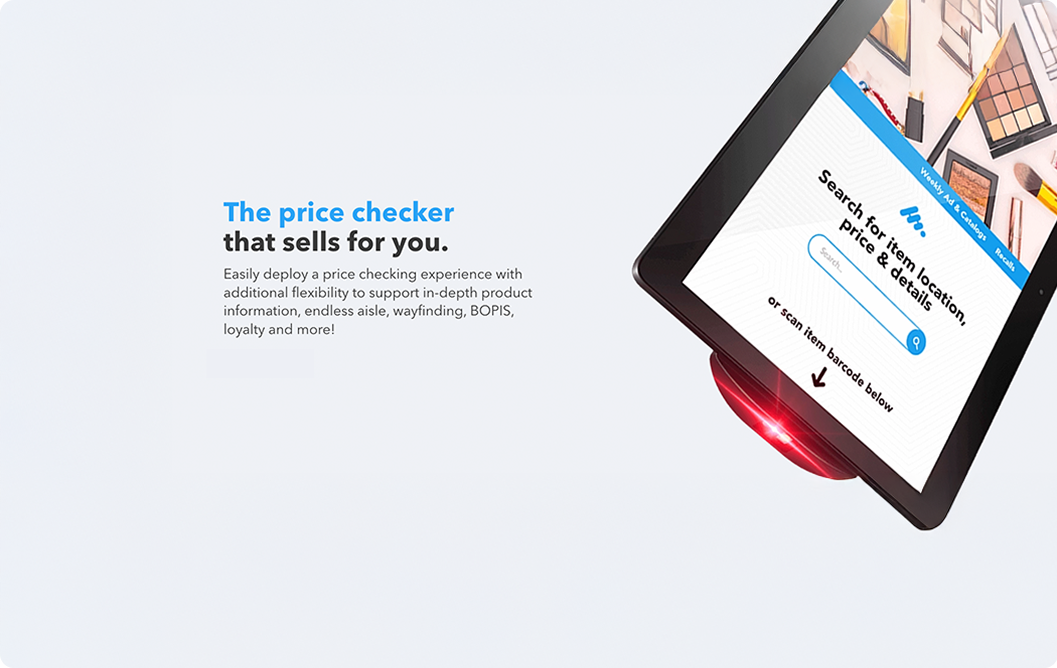 The price checker
that sells for you.
Easily deploy a price checking experience with
additional flexibility to support in-depth product
information, endless aisle, wayfinding, BOPIS,
loyalty and more!
Weekly Ad & Catalogs
Recalls
Search for item location,
price & details
Search...
or scan item barcode below